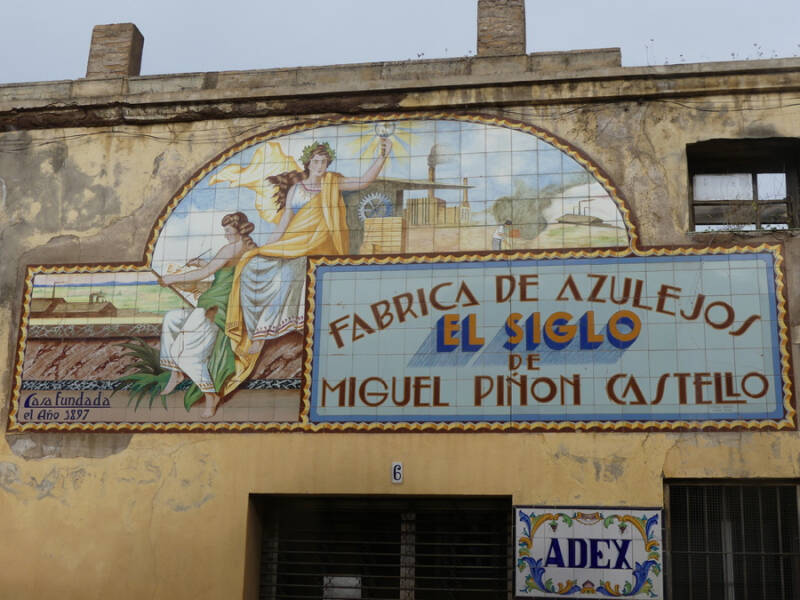 FABRICA DE AZULEJOS
EL SIGLO
DE
MIGUEL PIÑON CASTELLO
Casa fundada
el Año 1897
6
ADEX